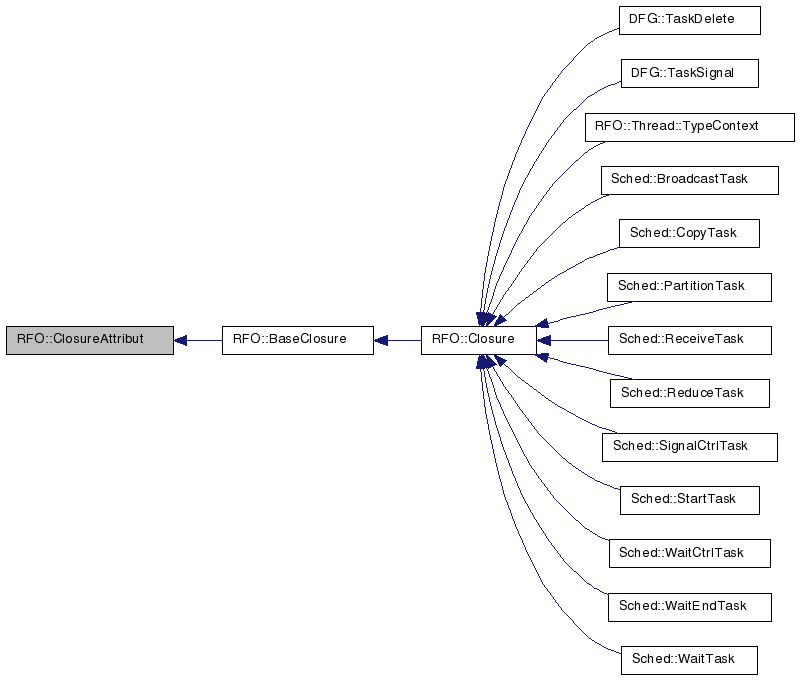 DFG::TaskDelete
DFG::TaskSignal
RFO::Thread::TypeContext
Sched::BroadcastTask
Sched::CopyTask
Sched::PartitionTask
RFO::ClosureAttribut
RFO::BaseClosure
RFO::Closure
Sched::ReceiveTask
Sched::ReduceTask
Sched::SignalCtrlTask
Sched::StartTask
Sched::WaitCtrlTask
Sched::WaitEndTask
Sched::WaitTask